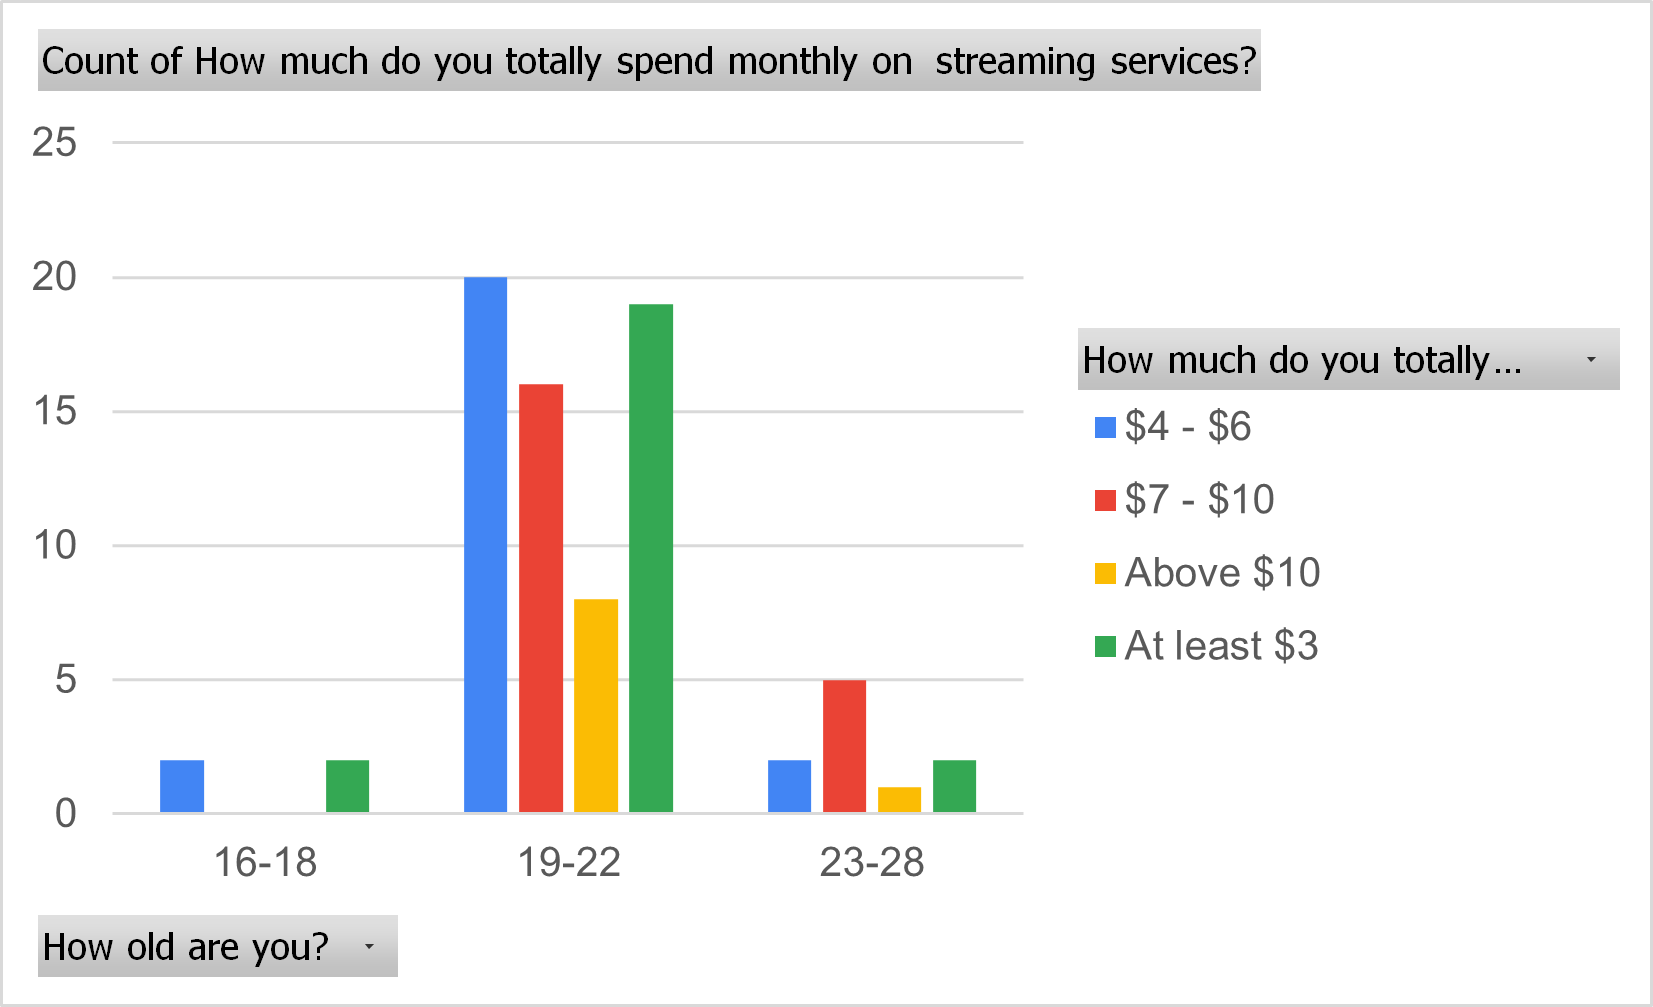 Count of How much do you totally spend monthly on  streaming services?
25
20
15
10
5
0
16-18 19-22 23-28
How old are you?
How much do you totally...
$4 - $6
$7 - $10
Above $10
At least $3